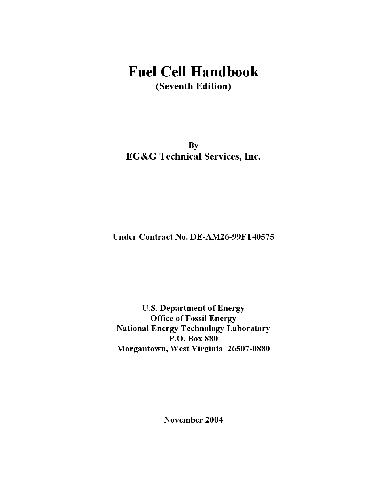 Fuel Cell Handbook
(Seventh Edition)
By
EG&G Technical Services, Inc.
Under Contract No. DE-AM26-99FT40575
U.S. Department of Energy
Office of Fossil Energy
National Energy Technology Laboratory
P.O. Box 880
Morgantown, West Virginia 26507-0880
November 2004